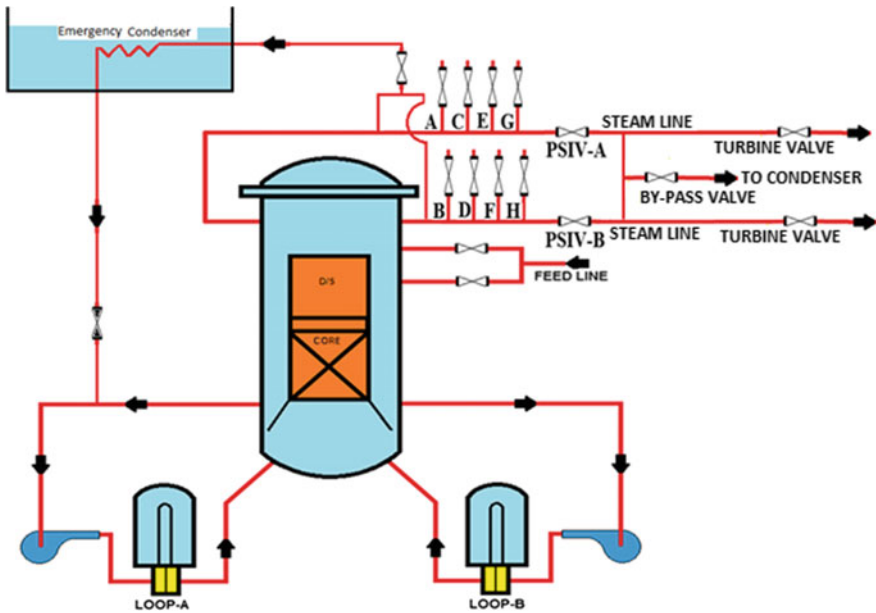 Emergency Condenser
A C E G
STEAM LINE
PSIV-A
TURBINE VALVE
TO CONDENSER
BY-PASS VALVE
B D F H
PSIV-B
STEAM LINE
TURBINE VALVE
FEED LINE
D/S
CORE
LOOP-A
LOOP-B